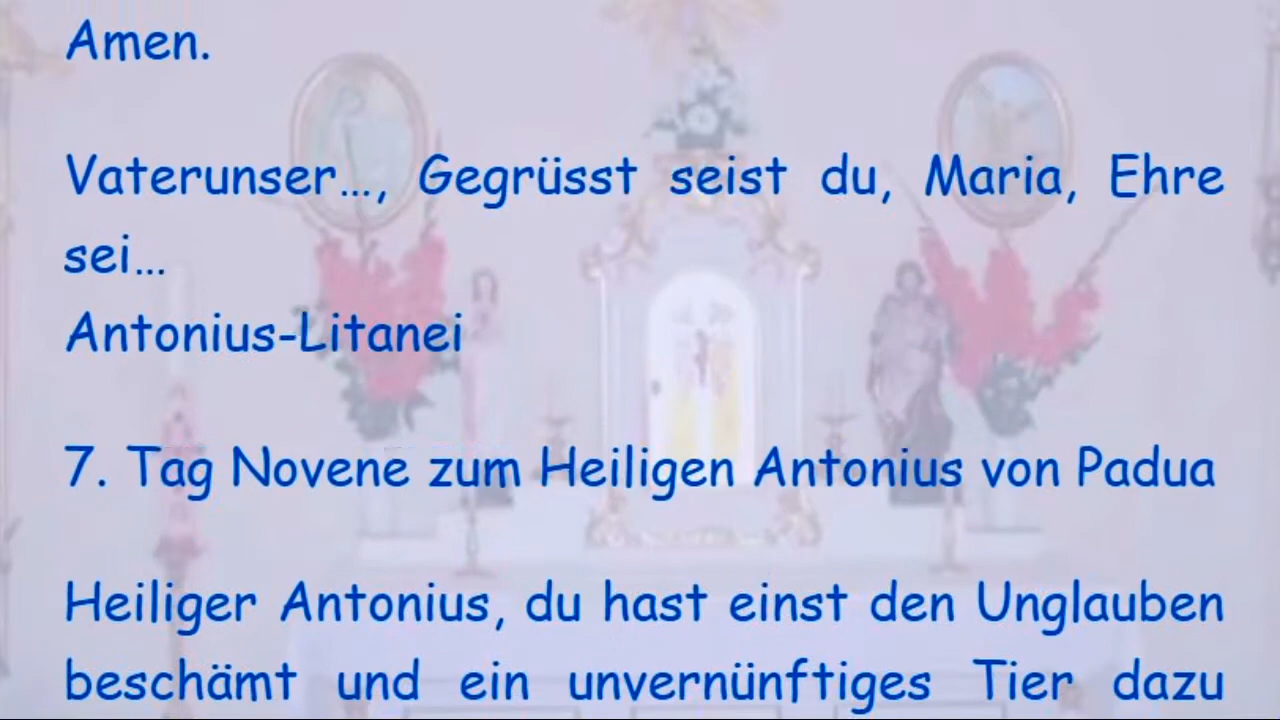 Amen.
Vaterunser…, Gegrüsst seist du, Maria, Ehre
sei…
Antonius-Litanei
7. Tag Novene zum Heiligen Antonius von Padua
Heiliger Antonius, du hast einst den Unglauben
beschämt und ein unvernünftiges Tier dazu